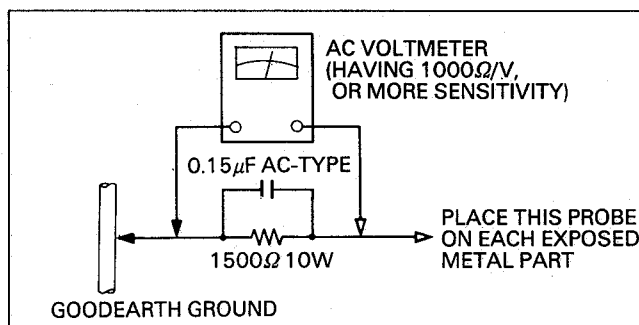 AC VOLTMETER
(HAVING 1000Ω/V,
OR MORE SENSITIVITY)
0.15μF AC-TYPE
1500Ω 10W
PLACE THIS PROBE
ON EACH EXPOSED
METAL PART
GOODEARTH GROUND